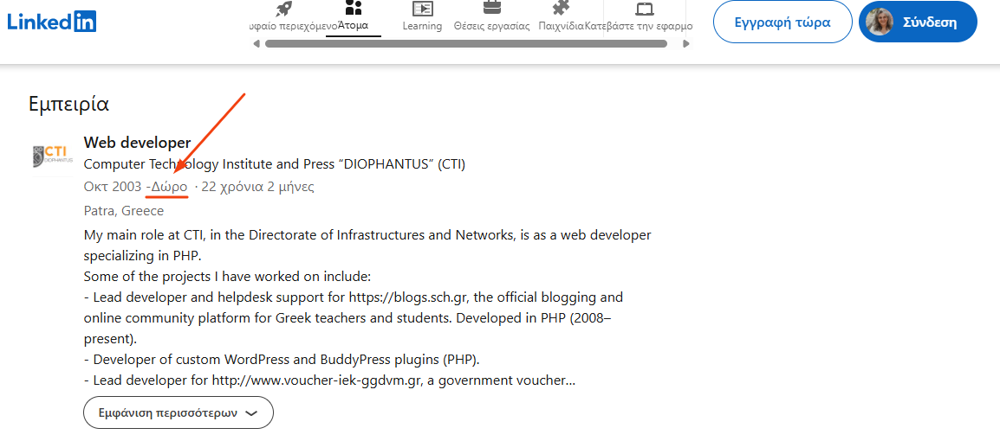 LinkedIn
υφαίο περιεχόμενο Άτομα Learning Θέσεις εργασίας Παιχνίδια Κατεβάστε την εφαρμο
Εγγραφή τώρα
Σύνδεση
Εμπειρία
CTI
DIOPHANTUS
Web developer
Computer Technology Institute and Press “DIOPHANTUS” (CTI)
Οκτ 2003 -Δώρο · 22 χρόνια 2 μήνες
Patra, Greece
My main role at CTI, in the Directorate of Infrastructures and Networks, is as a web developer
specializing in PHP.
Some of the projects I have worked on include:
- Lead developer and helpdesk support for https://blogs.sch.gr, the official blogging and
online community platform for Greek teachers and students. Developed in PHP (2008–
present).
- Developer of custom WordPress and BuddyPress plugins (PHP).
- Lead developer for http://www.voucher-iek-ggdvm.gr, a government voucher…
Εμφάνιση περισσότερων